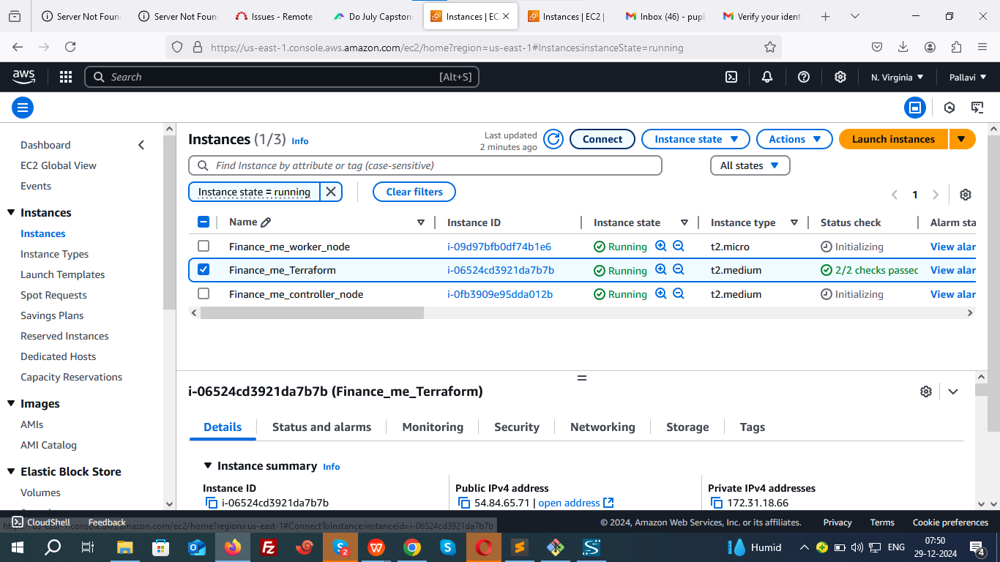 Server Not Foun
Server Not Foun
Issues - Remote
Do July Capston
Instances | EC
Instances | EC2 |
Inbox (46) - pupl
Verify your ident
https://us-east-1.console.aws.amazon.com/ec2/home?region=us-east-1#Instances:instanceState=running
aws
Search
[Alt+S]
N. Virginia
Pallavi
Dashboard
EC2 Global View
Events
Instances
Instances
Instance Types
Launch Templates
Spot Requests
Savings Plans
Reserved Instances
Dedicated Hosts
Capacity Reservations
Images
AMIs
AMI Catalog
Elastic Block Store
Volumes
Instances (1/3) Info
Last updated
2 minutes ago
Connect
Instance state
Actions
Launch instances
Find Instance by attribute or tag (case-sensitive)
All states
Instance state = running
Clear filters
1
Name Instance ID Instance state Instance type Status check Alarm sta
Finance_me_worker_node i-09d97bfb0df74b1e6 Running t2.micro Initializing View alar
Finance_me_Terraform i-06524cd3921da7b7b Running t2.medium 2/2 checks passec View alar
Finance_me_controller_node i-0fb3909e95dda012b Running t2.medium Initializing View alar
i-06524cd3921da7b7b (Finance_me_Terraform)
Details Status and alarms Monitoring Security Networking Storage Tags
Instance summary Info
Instance ID
i-06524cd3921da7b7b
Public IPv4 address
54.84.65.71 | open address
Private IPv4 addresses
172.31.18.66
https://us-east-1.console.aws.amazon.com/ec2/home?region=us-east-1#ConnectToInstance:instanceId=i-06524cd3921da7b7b
CloudShell Feedback
© 2024, Amazon Web Services, Inc. or its affiliates. Privacy Terms Cookie preferences
2
Humid
ENG
07:50
29-12-2024
4